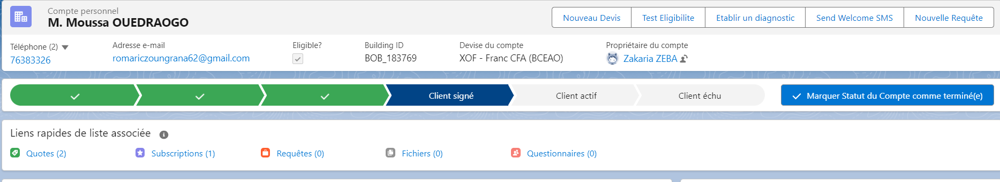 Compte personnel
M. Moussa OUEDRAOGO
Nouveau Devis
Test Eligibilite
Etablir un diagnostic
Send Welcome SMS
Nouvelle Requête
Téléphone (2)
76383326
Adresse e-mail
romariczoungrana62@gmail.com
Eligible?
Building ID
BOB_183769
Devise du compte
XOF - Franc CFA (BCEAO)
Propriétaire du compte
Zakaria ZEBA
Client signé
Client actif
Client échu
Marquer Statut du Compte comme terminé(e)
Liens rapides de liste associée
Quotes (2)
Subscriptions (1)
Requêtes (0)
Fichiers (0)
Questionnaires (0)